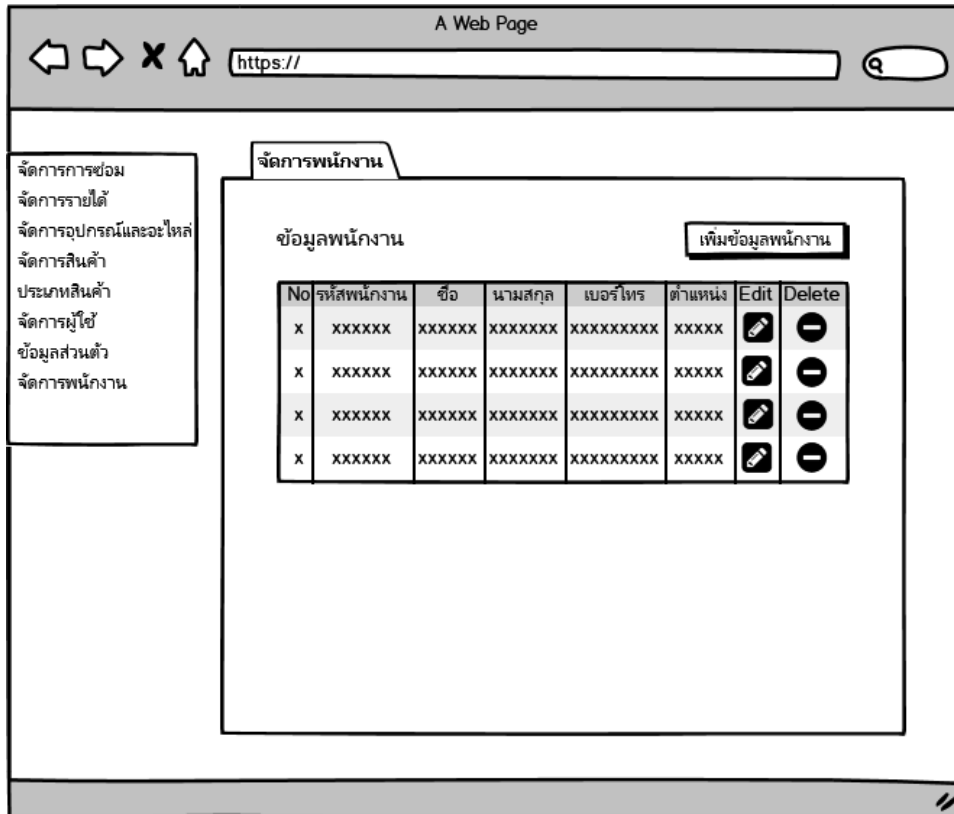 A Web Page
https://
จัดการการซ่อม
จัดการรายได้
จัดการอุปกรณ์และอะไหล่
จัดการสินค้า
ประเภทสินค้า
จัดการผู้ใช้
ข้อมูลส่วนตัว
จัดการพนักงาน
จัดการพนักงาน
ข้อมูลพนักงาน
เพิ่มข้อมูลพนักงาน
No รหัสพนักงาน ชื่อ นามสกุล เบอร์โทร ตำแหน่ง Edit Delete
x xxxxxx xxxxxx xxxxxxx xxxxxxxxx xxxxx
x xxxxxx xxxxxx xxxxxxx xxxxxxxxx xxxxx
x xxxxxx xxxxxx xxxxxxx xxxxxxxxx xxxxx
x xxxxxx xxxxxx xxxxxxx xxxxxxxxx xxxxx